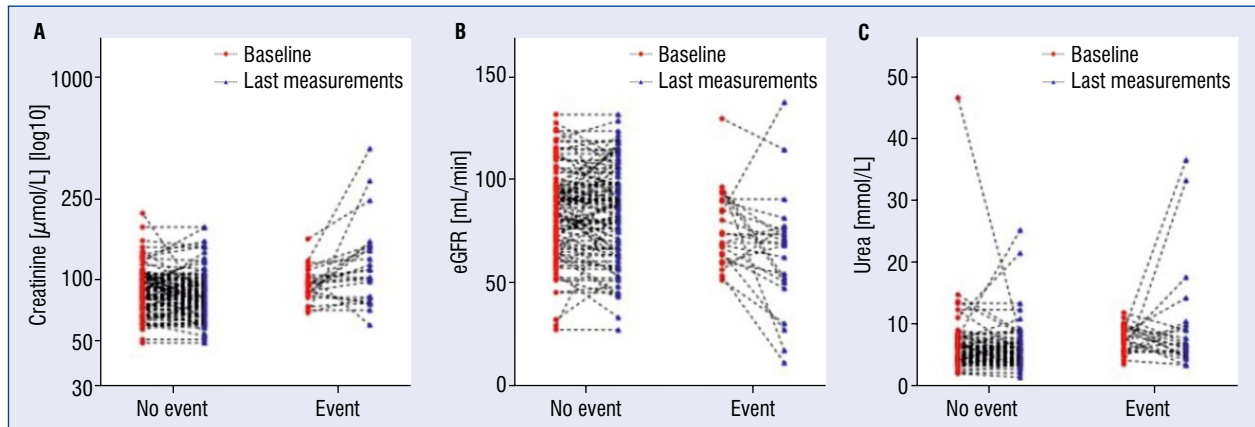 A
Baseline
Last measurements
Creatinine [µmol/L] [log10]
1000
250
100
50
30
No event
Event
B
Baseline
Last measurements
eGFR [mL/min]
150
100
50
0
No event
Event
C
Baseline
Last measurements
Urea [mmol/L]
50
40
30
20
10
0
No event
Event